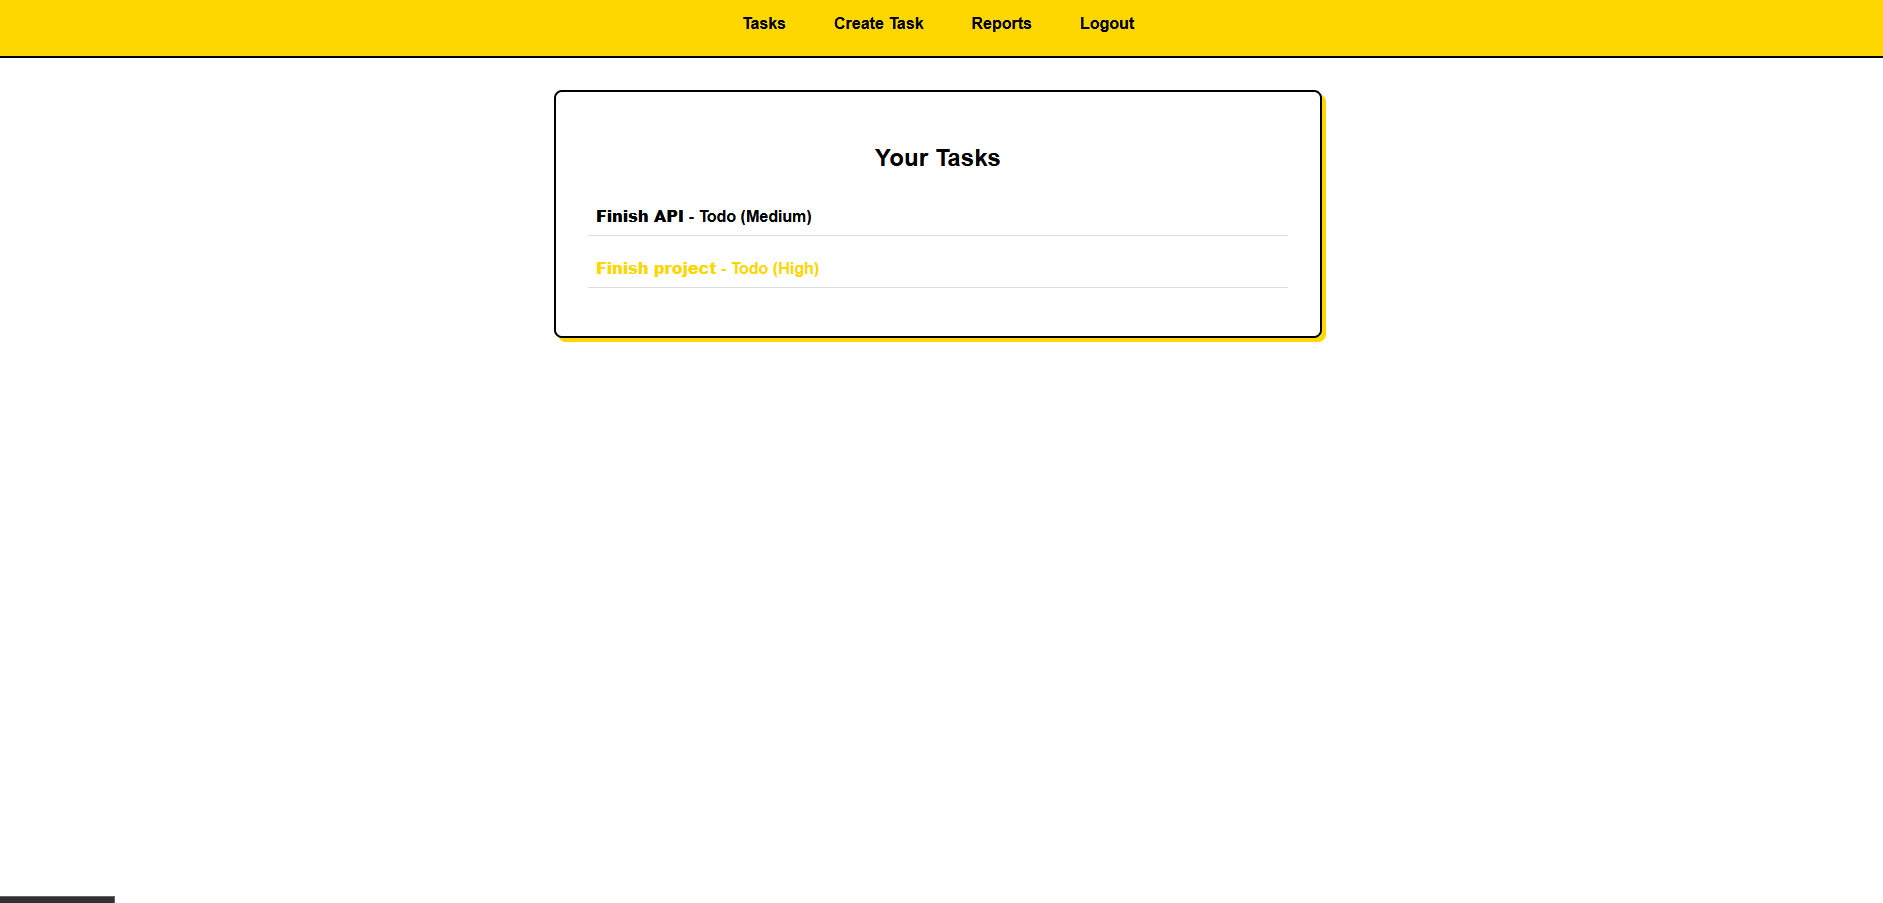 Tasks Create Task Reports Logout
Your Tasks
Finish API - Todo (Medium)
Finish project - Todo (High)